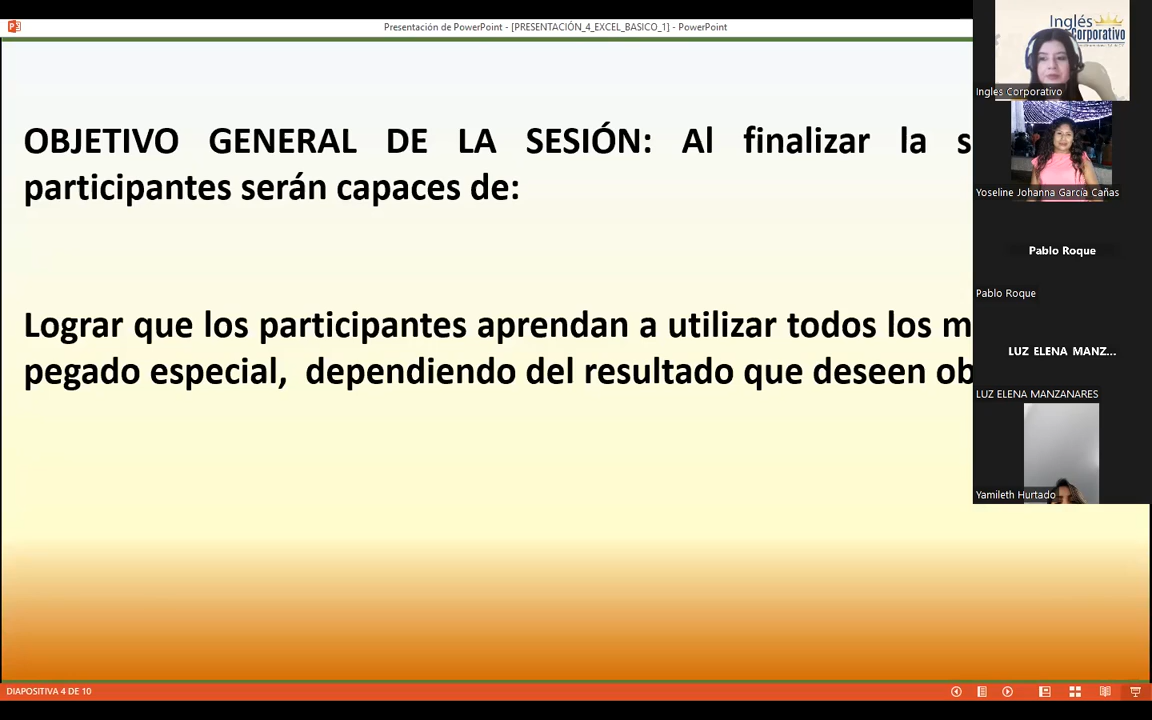 Presentación de PowerPoint - [PRESENTACIÓN_4_EXCEL_BASICO_1] - PowerPoint
OBJETIVO GENERAL DE LA SESIÓN: Al finalizar la s
participantes serán capaces de:
Lograr que los participantes aprendan a utilizar todos los m
pegado especial, dependiendo del resultado que deseen ob
Inglés
Corporativo
Ingles Corporativo
Yoseline Johanna García Cañas
Pablo Roque
Pablo Roque
LUZ ELENA MANZ...
LUZ ELENA MANZANARES
Yamileth Hurtado
DIAPOSITIVA 4 DE 10